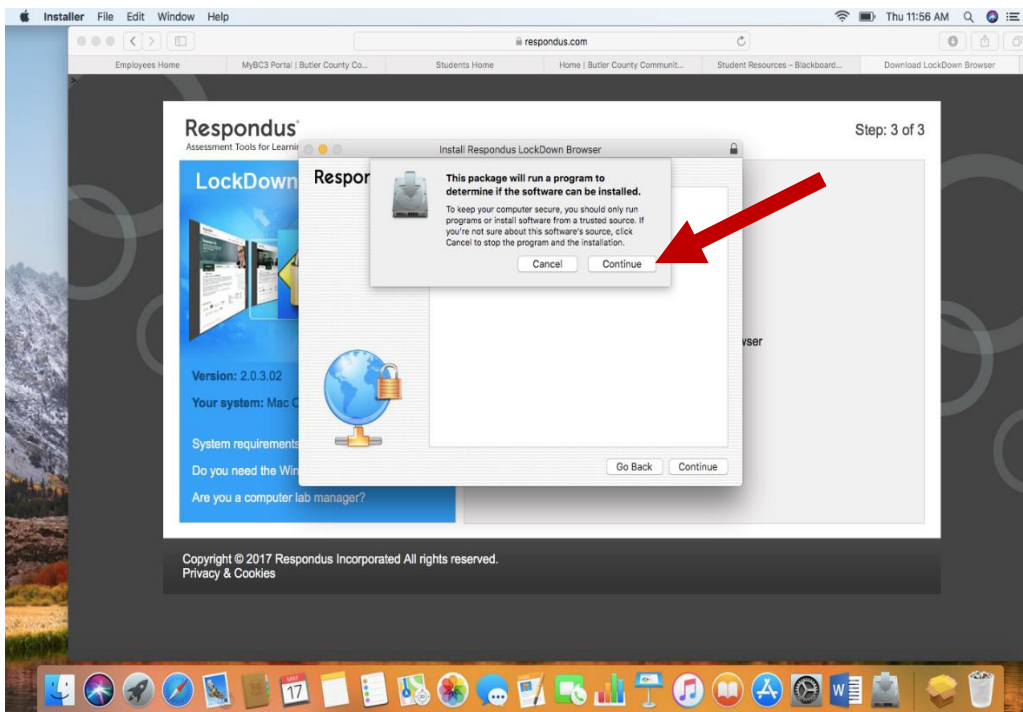 Installer File Edit Window Help Thu 11:56 AM
respondus.com
Employees Home MyBC3 Portal | Butler County Co... Students Home Home | Butler County Communit... Student Resources – Blackboard... Download LockDown Browser
Respondus
Assessment Tools for Learnin
Step: 3 of 3
Install Respondus LockDown Browser
LockDown
Respon
This package will run a program to
determine if the software can be installed.
To keep your computer secure, you should only run
programs or install software from a trusted source. If
you're not sure about this software's source, click
Cancel to stop the program and the installation.
Cancel Continue
wser
Version: 2.0.3.02
Your system: Mac O
System requirements
Do you need the Win
Are you a computer lab manager?
Go Back Continue
Copyright © 2017 Respondus Incorporated All rights reserved.
Privacy & Cookies
17
W